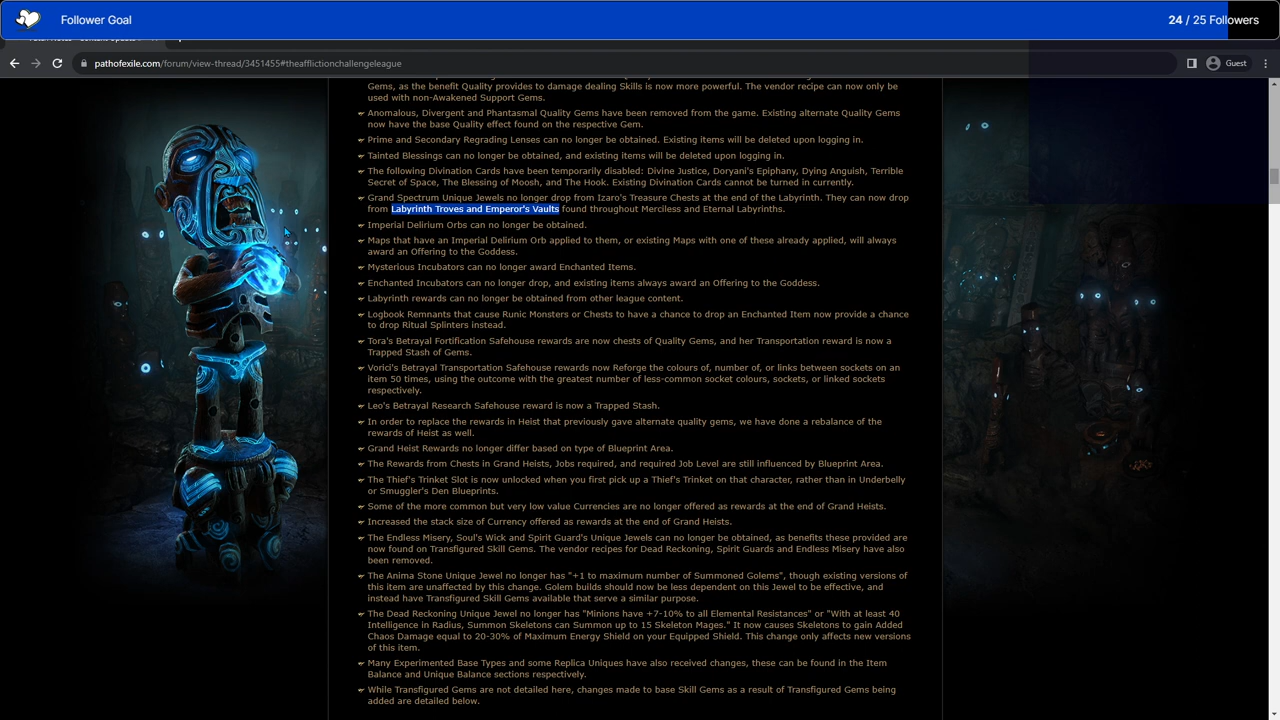 Follower Goal
24 / 25 Followers
pathofexile.com/forum/view-thread/3451455#theafflictionchallengeleague
Guest
Gems, as the benefit Quality provides to damage dealing Skills is now more powerful. The vendor recipe can now only be
used with non-Awakened Support Gems.
Anomalous, Divergent and Phantasmal Quality Gems have been removed from the game. Existing alternate Quality Gems
now have the base Quality effect found on the respective Gem.
Prime and Secondary Regrading Lenses can no longer be obtained. Existing items will be deleted upon logging in.
Tainted Blessings can no longer be obtained, and existing items will be deleted upon logging in.
The following Divination Cards have been temporarily disabled: Divine Justice, Doryani's Epiphany, Dying Anguish, Terrible
Secret of Space, The Blessing of Moosh, and The Hook. Existing Divination Cards cannot be turned in currently.
Grand Spectrum Unique Jewels no longer drop from Izaro's Treasure Chests at the end of the Labyrinth. They can now drop
from Labyrinth Troves and Emperor's Vaults found throughout Merciless and Eternal Labyrinths.
Imperial Delirium Orbs can no longer be obtained.
Maps that have an Imperial Delirium Orb applied to them, or existing Maps with one of these already applied, will always
award an Offering to the Goddess.
Mysterious Incubators can no longer award Enchanted Items.
Enchanted Incubators can no longer drop, and existing items always award an Offering to the Goddess.
Labyrinth rewards can no longer be obtained from other league content.
Logbook Remnants that cause Runic Monsters or Chests to have a chance to drop an Enchanted Item now provide a chance
to drop Ritual Splinters instead.
Tora's Betrayal Fortification Safehouse rewards are now chests of Quality Gems, and her Transportation reward is now a
Trapped Stash of Gems.
Vorici's Betrayal Transportation Safehouse rewards now Reforge the colours of, number of, or links between sockets on an
item 50 times, using the outcome with the greatest number of less-common socket colours, sockets, or linked sockets
respectively.
Leo's Betrayal Research Safehouse reward is now a Trapped Stash.
In order to replace the rewards in Heist that previously gave alternate quality gems, we have done a rebalance of the
rewards of Heist as well.
Grand Heist Rewards no longer differ based on type of Blueprint Area.
The Rewards from Chests in Grand Heists, Jobs required, and required Job Level are still influenced by Blueprint Area.
The Thief's Trinket Slot is now unlocked when you first pick up a Thief's Trinket on that character, rather than in Underbelly
or Smuggler's Den Blueprints.
Some of the more common but very low value Currencies are no longer offered as rewards at the end of Grand Heists.
Increased the stack size of Currency offered as rewards at the end of Grand Heists.
The Endless Misery, Soul's Wick and Spirit Guard's Unique Jewels can no longer be obtained, as benefits these provided are
now found on Transfigured Skill Gems. The vendor recipes for Dead Reckoning, Spirit Guards and Endless Misery have also
been removed.
The Anima Stone Unique Jewel no longer has "+1 to maximum number of Summoned Golems", though existing versions of
this item are unaffected by this change. Golem builds should now be less dependent on this Jewel to be effective, and
instead have Transfigured Skill Gems available that serve a similar purpose.
The Dead Reckoning Unique Jewel no longer has "Minions have +7-10% to all Elemental Resistances" or "With at least 40
Intelligence in Radius, Summon Skeletons can Summon up to 15 Skeleton Mages." It now causes Skeletons to gain Added
Chaos Damage equal to 20-30% of Maximum Energy Shield on your Equipped Shield. This change only affects new versions
of this item.
Many Experimented Base Types and some Replica Uniques have also received changes, these can be found in the Item
Balance and Unique Balance sections respectively.
While Transfigured Gems are not detailed here, changes made to base Skill Gems as a result of Transfigured Gems being
added are detailed below.